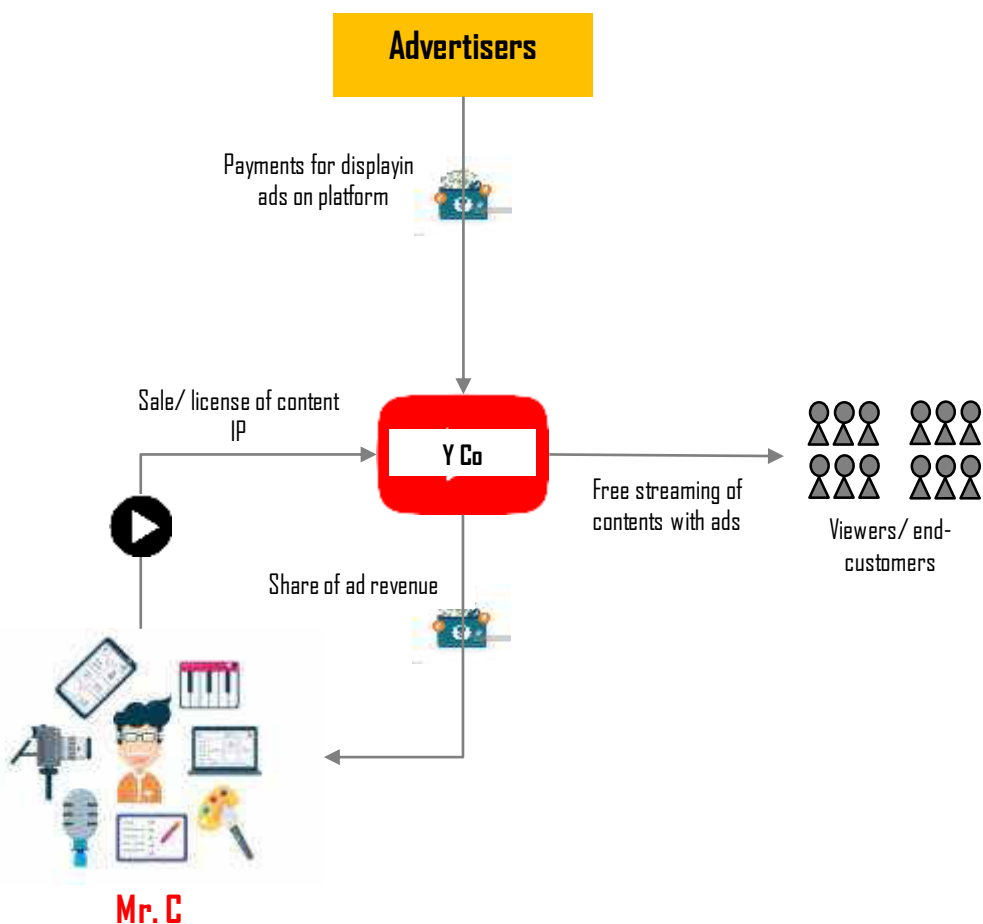 Advertisers
Payments for displayin
ads on platform
Sale/ license of content
IP
Y Co
Free streaming of
contents with ads
Viewers/ end-
customers
Share of ad revenue
Mr. C